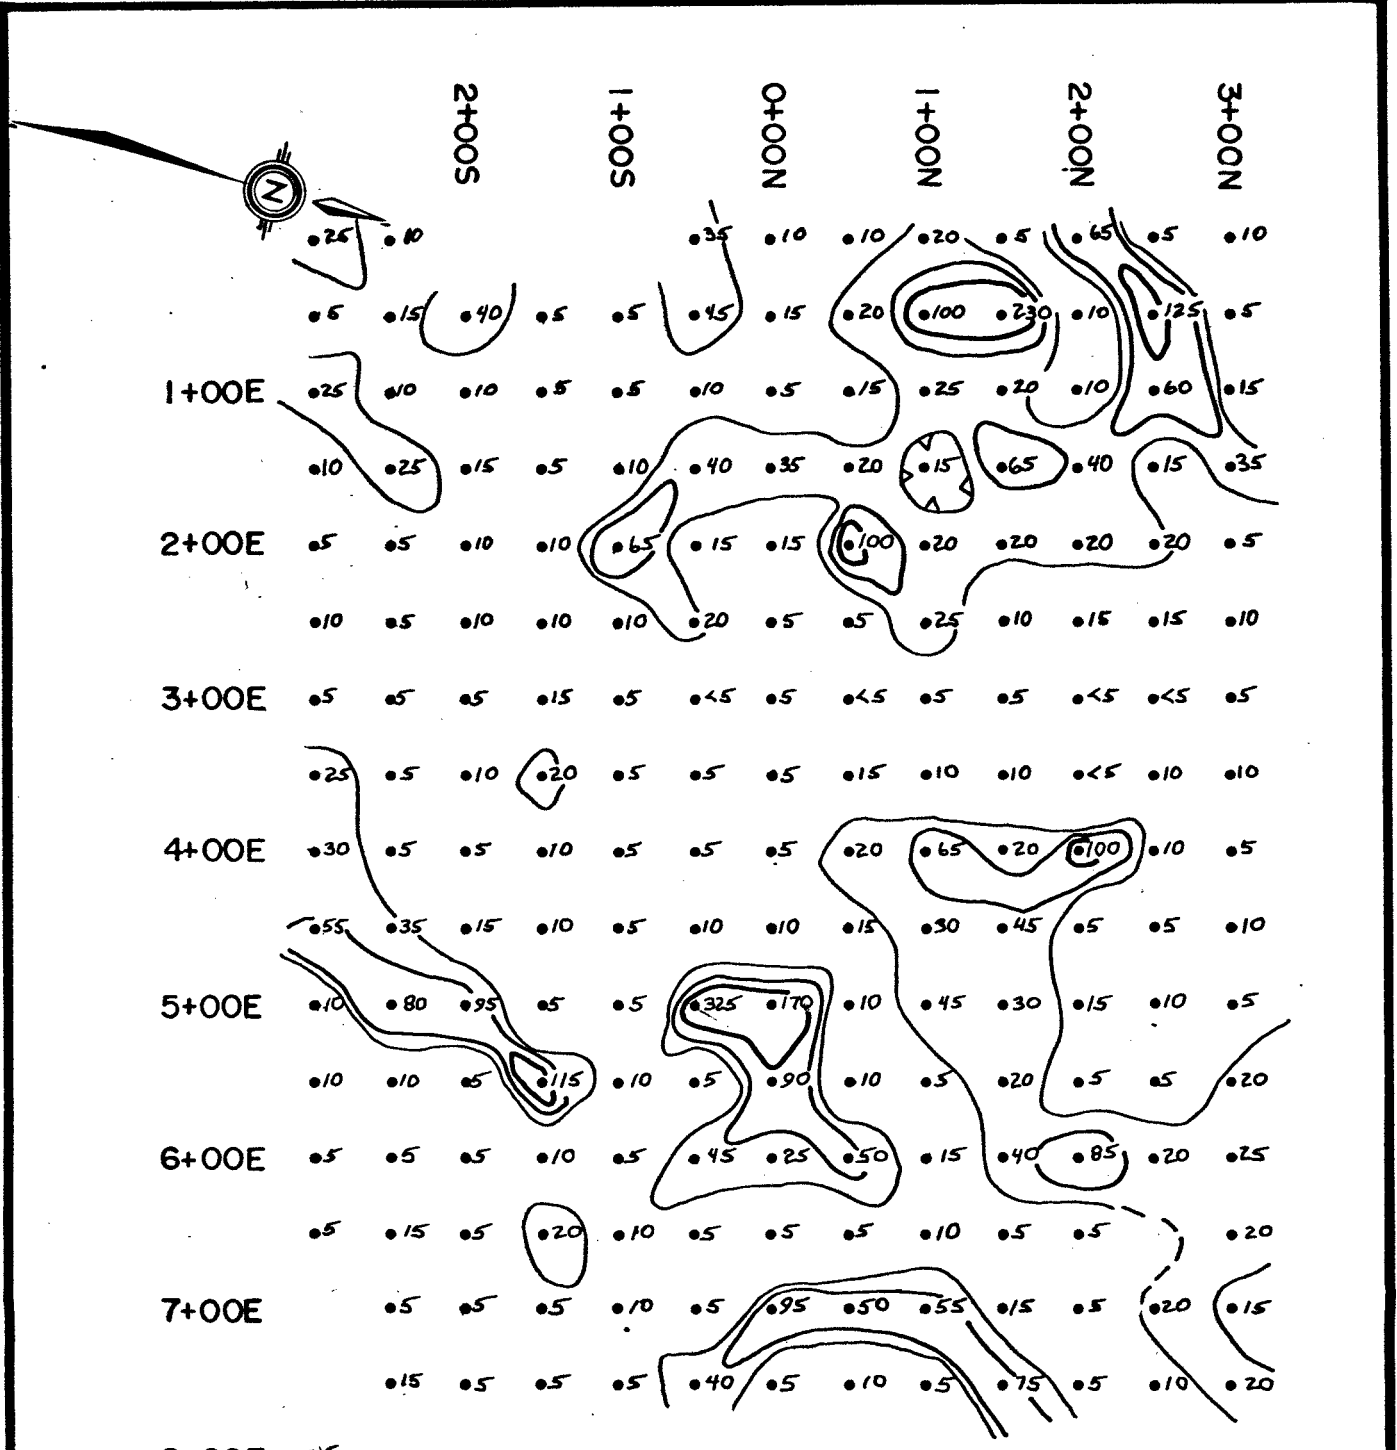 2+00S 1+00S 0+00N 1+00N 2+00N 3+00N
N
25 10 35 10 10 20 5 65 5 10
5 15 40 5 5 45 15 20 100 230 10 125 5
1+00E 25 10 10 5 5 10 5 15 25 20 10 60 15
10 25 15 5 10 40 35 20 15 65 40 15 35
2+00E 5 5 10 10 65 15 15 100 20 20 20 20 5
10 5 10 10 10 20 5 5 25 10 15 15 10
3+00E 5 5 5 15 5 <5 5 <5 5 5 <5 <5 5
25 5 10 20 5 5 5 15 10 10 <5 10 10
4+00E 30 5 5 10 5 5 5 20 65 20 100 10 5
55 35 15 10 5 10 10 15 30 45 5 5 10
5+00E 10 80 95 5 5 325 170 10 45 30 15 10 5
10 10 5 115 10 5 90 10 5 20 5 5 20
6+00E 5 5 5 10 5 45 25 50 15 40 85 20 25
5 15 5 20 10 5 5 5 10 5 5 20
7+00E 5 5 5 10 5 95 50 55 15 5 20 15
15 5 5 5 40 5 10 5 75 5 10 20